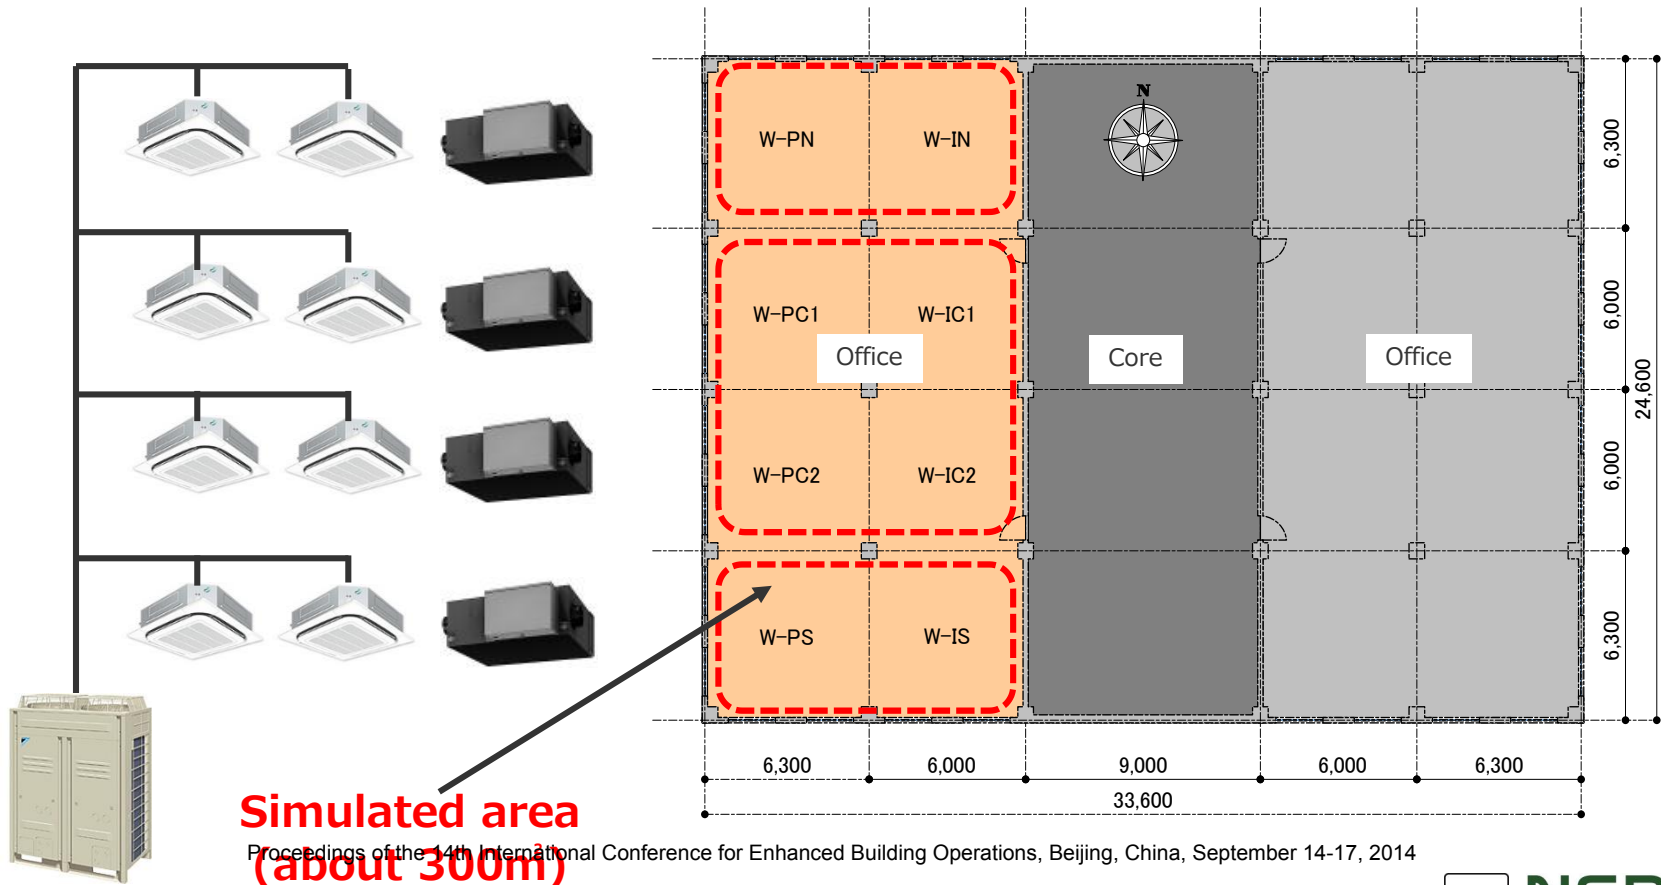 N
W-PN
W-IN
6,300
W-PC1
W-IC1
6,000
Office
Core
Office
24,600
W-PC2
W-IC2
6,000
W-PS
W-IS
6,300
6,300
6,000
9,000
6,000
6,300
33,600
Simulated area
(about 300m²)
Proceedings of the 14th International Conference for Enhanced Building Operations, Beijing, China, September 14-17, 2014